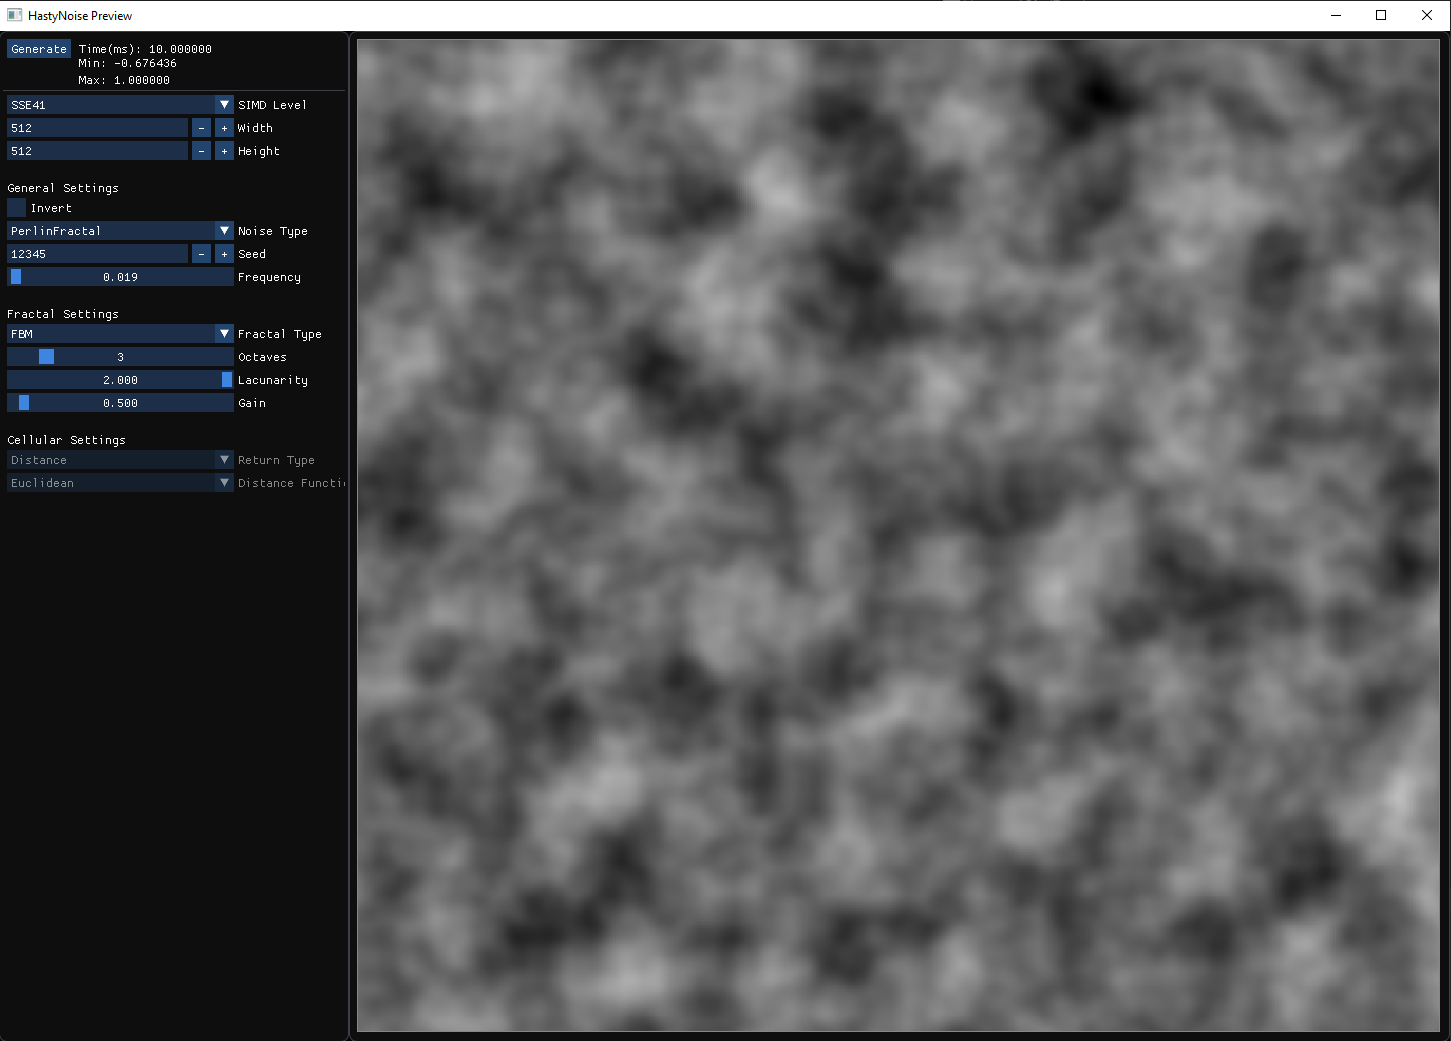 HastyNoise Preview
Generate Time(ms): 10.000000
Min: -0.676436
Max: 1.000000
SSE41 SIMD Level
512 - + Width
512 - + Height
General Settings
Invert
PerlinFractal Noise Type
12345 - + Seed
0.019 Frequency
Fractal Settings
FBM Fractal Type
3 Octaves
2.000 Lacunarity
0.500 Gain
Cellular Settings
Distance Return Type
Euclidean Distance Functi